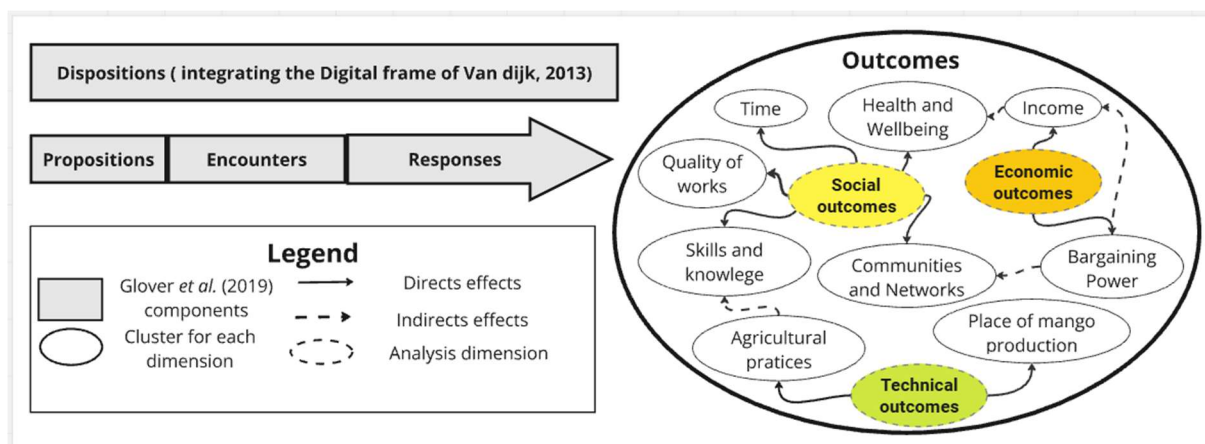 Dispositions ( integrating the Digital frame of Van dijk, 2013)
Propositions
Encounters
Responses
Legend
Glover et al. (2019)
components
Directs effects
Cluster for each
dimension
Indirects effects
Analysis dimension
Outcomes
Time
Health and
Wellbeing
Income
Quality of
works
Social
outcomes
Economic
outcomes
Skills and
knowlege
Communities
and Networks
Bargaining
Power
Agricultural
pratices
Place of mango
production
Technical
outcomes